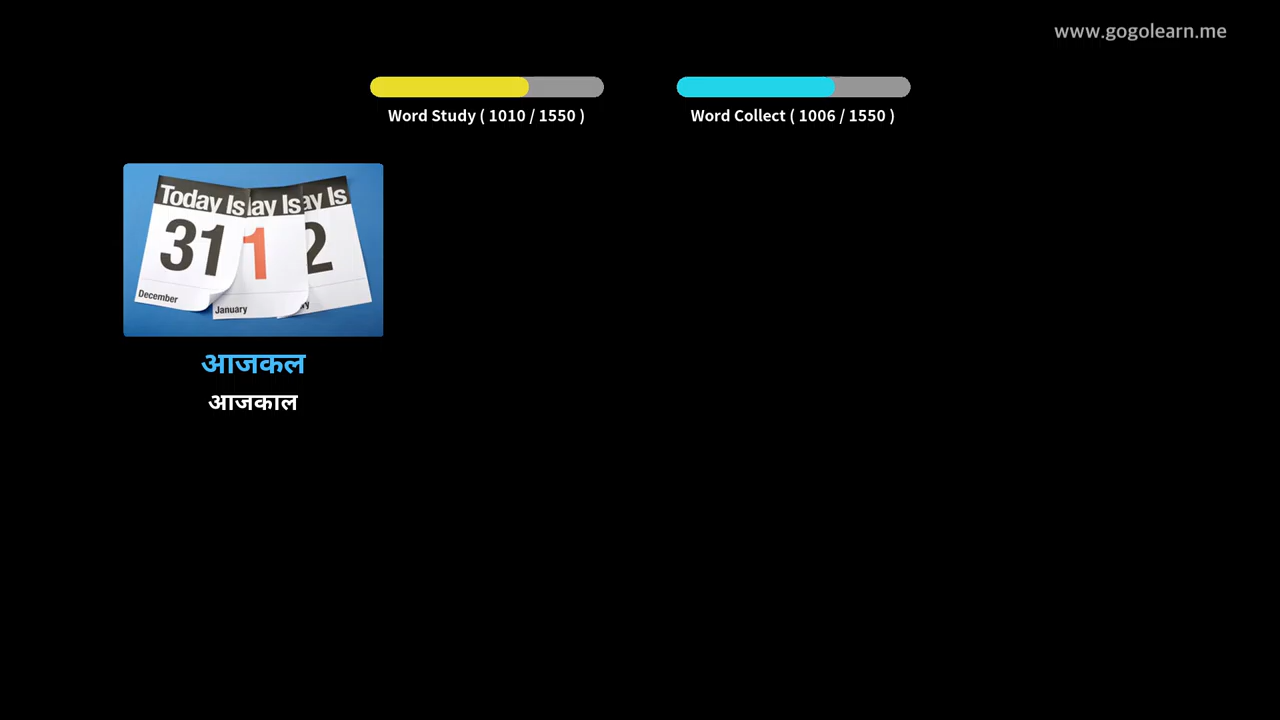 www.gogolearn.me
Word Study ( 1010 / 1550 )
Word Collect ( 1006 / 1550 )
Today Is
ay Is
ay Is
31
1
2
December
January
ry
आजकल
आजकाल